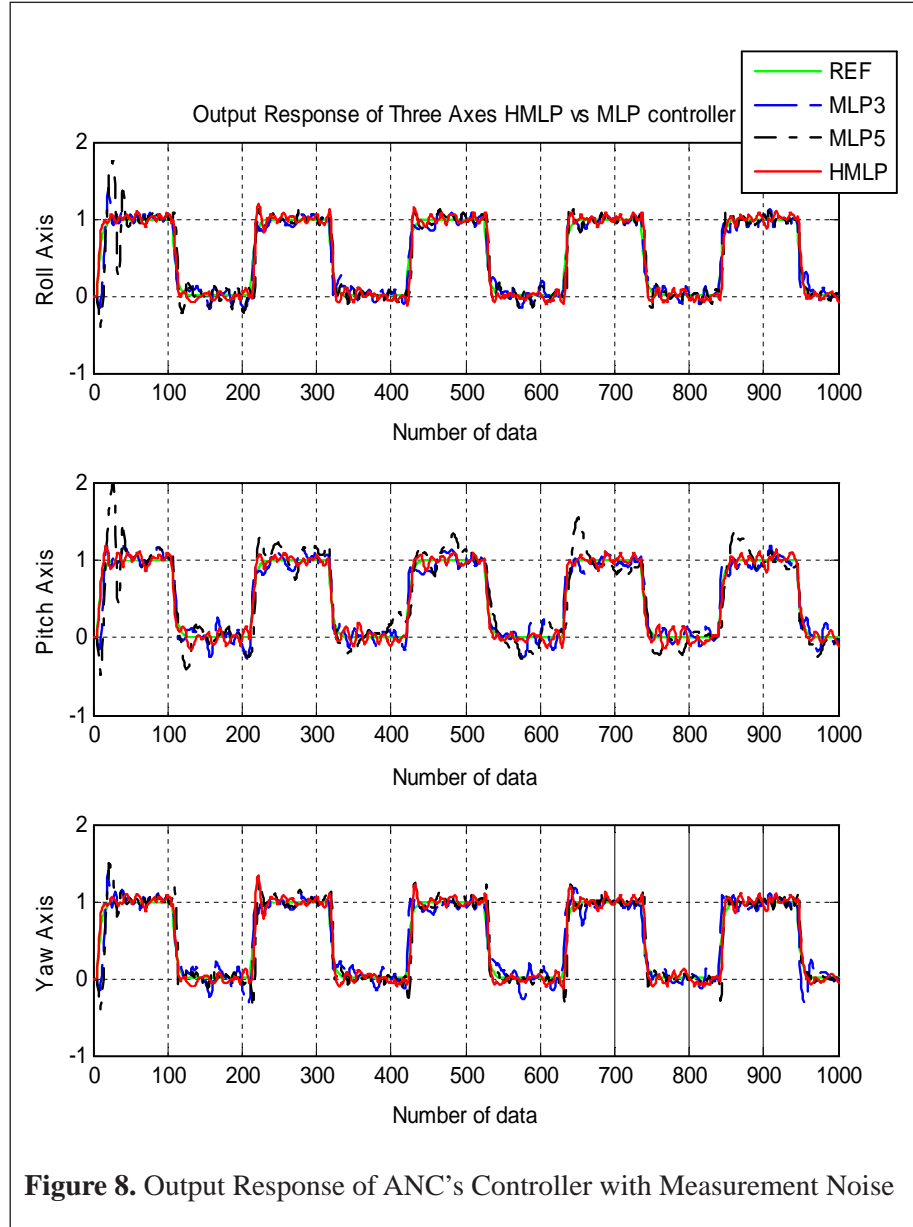 REF
MLP3
MLP5
HMLP
Output Response of Three Axes HMLP vs MLP controller
2
1
0
-1
Roll Axis
0 100 200 300 400 500 600 700 800 900 1000
Number of data
2
1
0
-1
Pitch Axis
0 100 200 300 400 500 600 700 800 900 1000
Number of data
2
1
0
-1
Yaw Axis
0 100 200 300 400 500 600 700 800 900 1000
Number of data
Figure 8. Output Response of ANC’s Controller with Measurement Noise